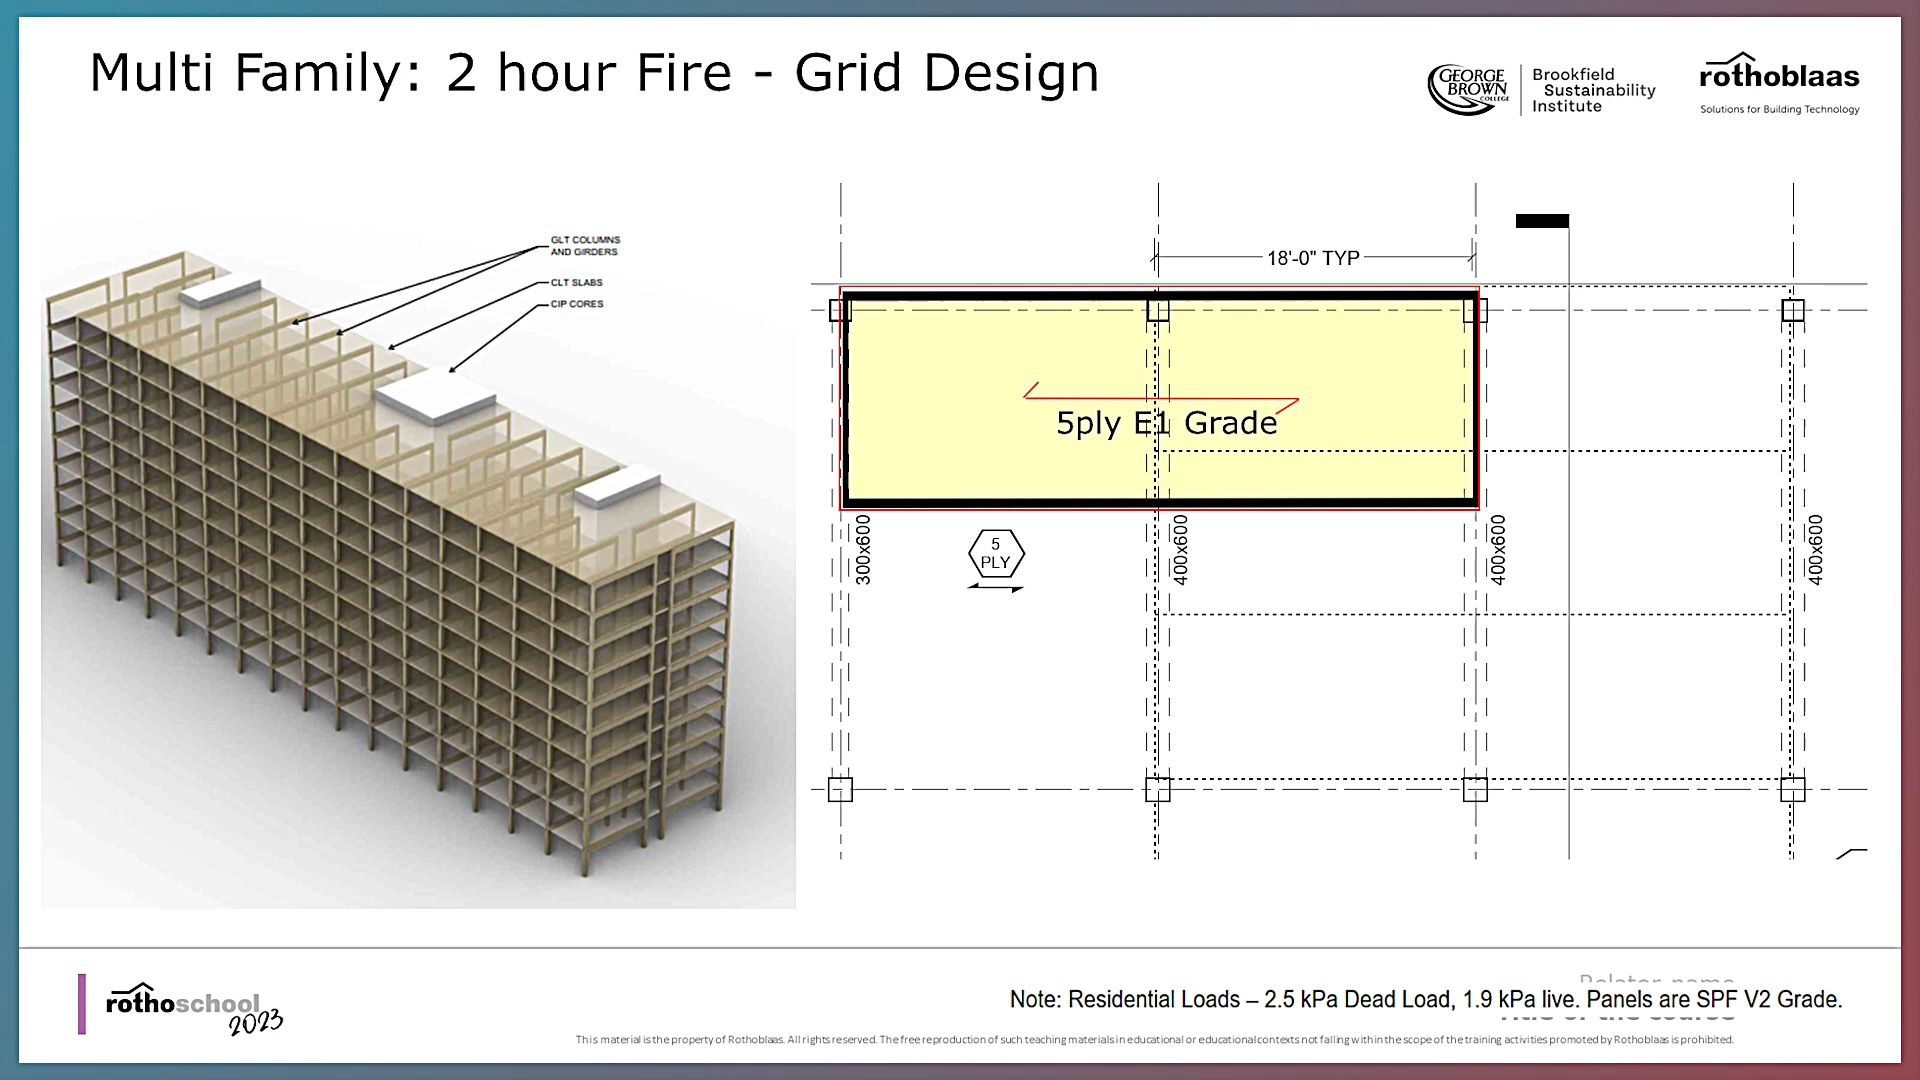 Multi Family: 2 hour Fire - Grid Design
GEORGE
BROWN
COLLEGE
Brookfield
Sustainability
Institute
rothoblaas
Solutions for Building Technology
GLT COLUMNS
AND GIRDERS
CLT SLABS
CIP CORES
18'-0" TYP
5ply E1 Grade
300x600
5
PLY
400x600
400x600
400x600
rothoschool
2023
Note: Residential Loads – 2.5 kPa Dead Load, 1.9 kPa live. Panels are SPF V2 Grade.
This material is the property of Rothoblaas. All rights reserved. The free reproduction of such teaching materials in educational or educational contexts not falling within the scope of the training activities promoted by Rothoblaas is prohibited.